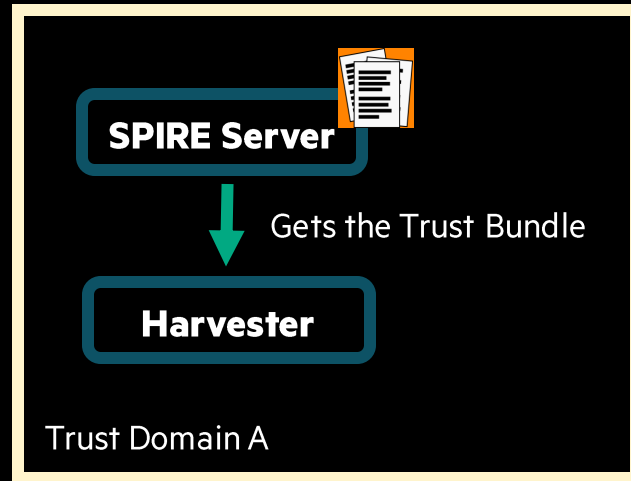 SPIRE Server
Gets the Trust Bundle
Harvester
Trust Domain A